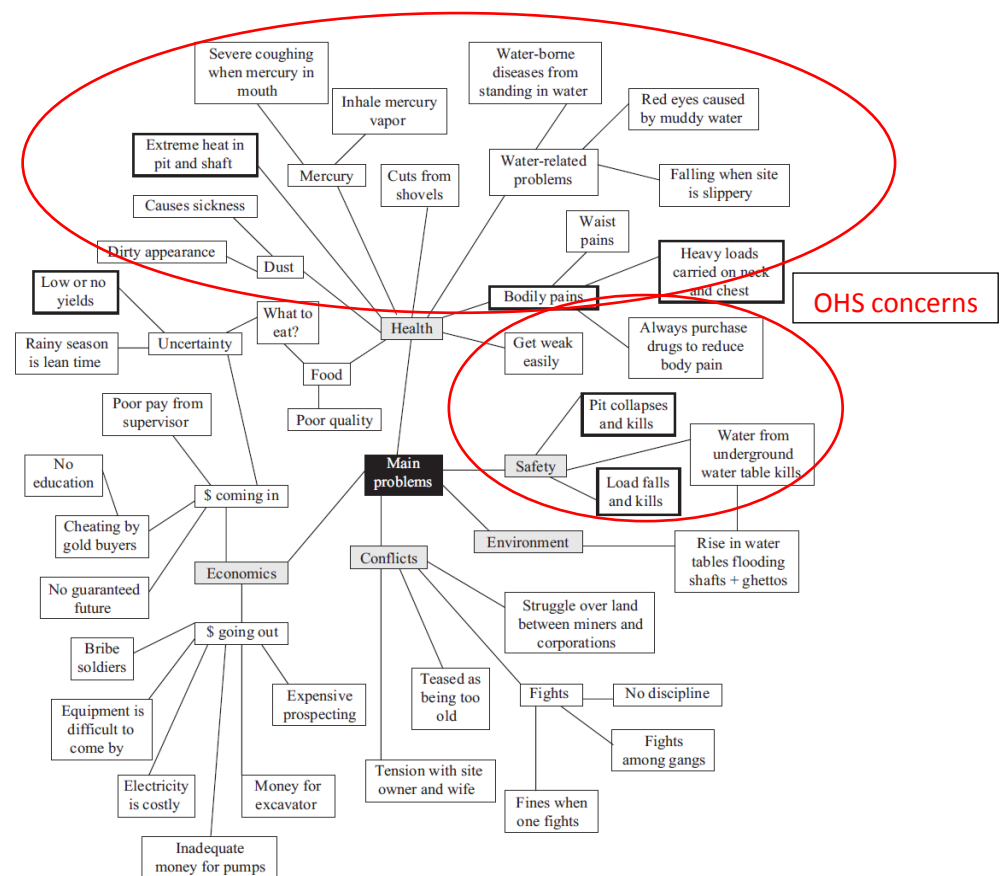 Severe coughing
when mercury in
mouth
Water-borne
diseases from
standing in water
Inhale mercury
vapor
Red eyes caused
by muddy water
Extreme heat in
pit and shaft
Mercury
Cuts from
shovels
Water-related
problems
Falling when site
is slippery
Causes sickness
Waist
pains
Dirty appearance
Dust
Heavy loads
carried on neck
and chest
Low or no
yields
Bodily pains
OHS concerns
What to
eat?
Health
Always purchase
drugs to reduce
body pain
Rainy season
is lean time
Uncertainty
Get weak
easily
Food
Poor quality
Pit collapses
and kills
Poor pay from
supervisor
Water from
underground
water table kills
No
education
Main
problems
Safety
Load falls
and kills
$ coming in
Cheating by
gold buyers
Environment
Rise in water
tables flooding
shafts + ghettos
Conflicts
Economics
No guaranteed
future
Struggle over land
between miners and
corporations
$ going out
Bribe
soldiers
Teased as
being too
old
Fights
No discipline
Expensive
prospecting
Equipment is
difficult to
come by
Fights
among gangs
Tension with site
owner and wife
Electricity
is costly
Money for
excavator
Fines when
one fights
Inadequate
money for pumps